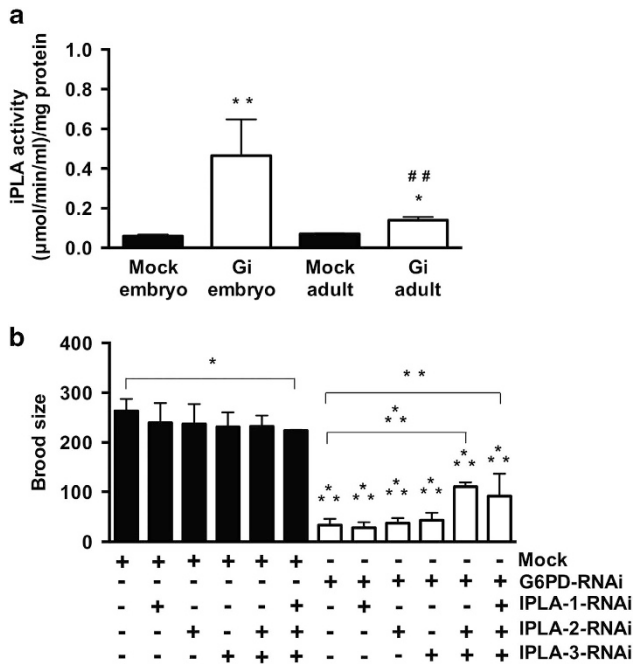 a
iPLA activity
(μmol/min/ml)/mg protein
1.0
0.8
0.6
0.4
0.2
0.0
* *
# #
*
Mock embryo
Gi embryo
Mock adult
Gi adult
b
Brood size
400
300
200
100
0
*
* *
* * *
* * *
* * *
* * *
* * *
* * *
* * *
+ + + + + + - - - - - - Mock
- - - - - - + + + + + + G6PD-RNAi
- + - - - + - + - - - + IPLA-1-RNAi
- - + - + + - - + - + + IPLA-2-RNAi
- - - + + + - - - + + + IPLA-3-RNAi